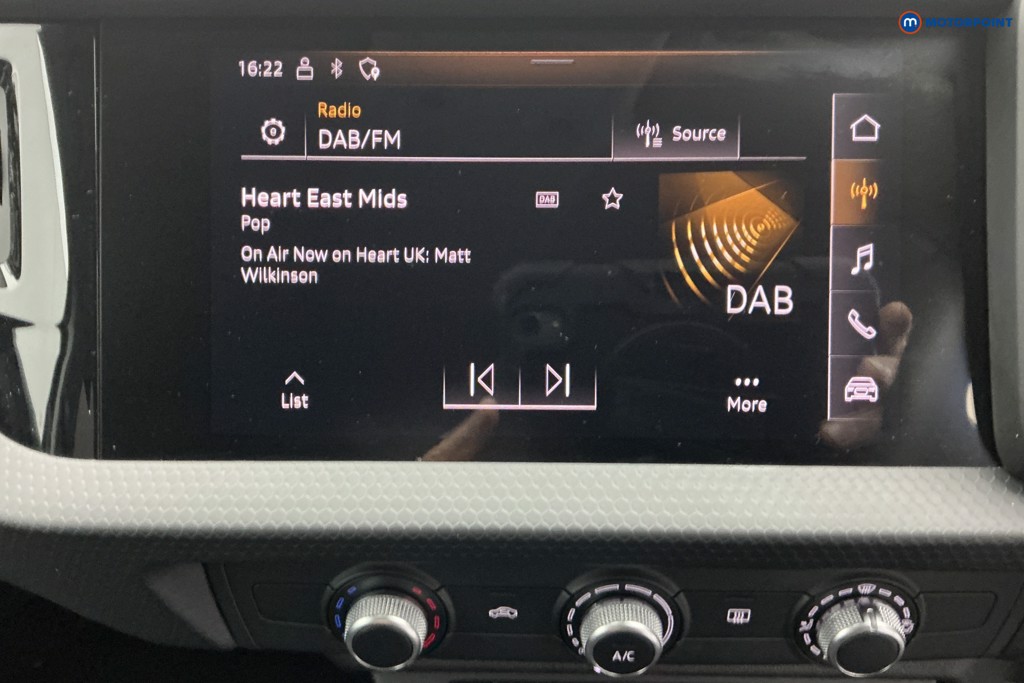 m MOTORPOINT
16:22
Radio
DAB/FM
Source
Heart East Mids
DAB
Pop
On Air Now on Heart UK: Matt
Wilkinson
DAB
List
More
A/C